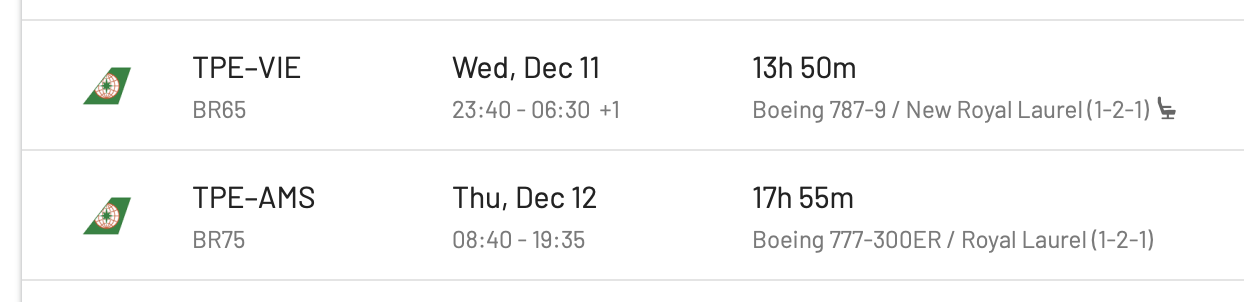 TPE–VIE Wed, Dec 11 13h 50m
BR65 23:40 - 06:30 +1 Boeing 787-9 / New Royal Laurel (1-2-1)
TPE–AMS Thu, Dec 12 17h 55m
BR75 08:40 - 19:35 Boeing 777-300ER / Royal Laurel (1-2-1)